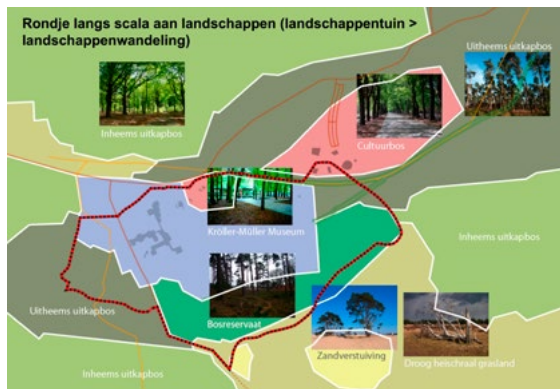 Rondje langs scala aan landschappen (landschappentuin >
landschappenwandeling)
Uitheems uitkapbos
Inheems uitkapbos
Cultuurbos
Kröller-Müller Museum
Inheems uitkapbos
Uitheems uitkapbos
Bosreservaat
Zandverstuiving
Droog heischraal grasland
Inheems uitkapbos